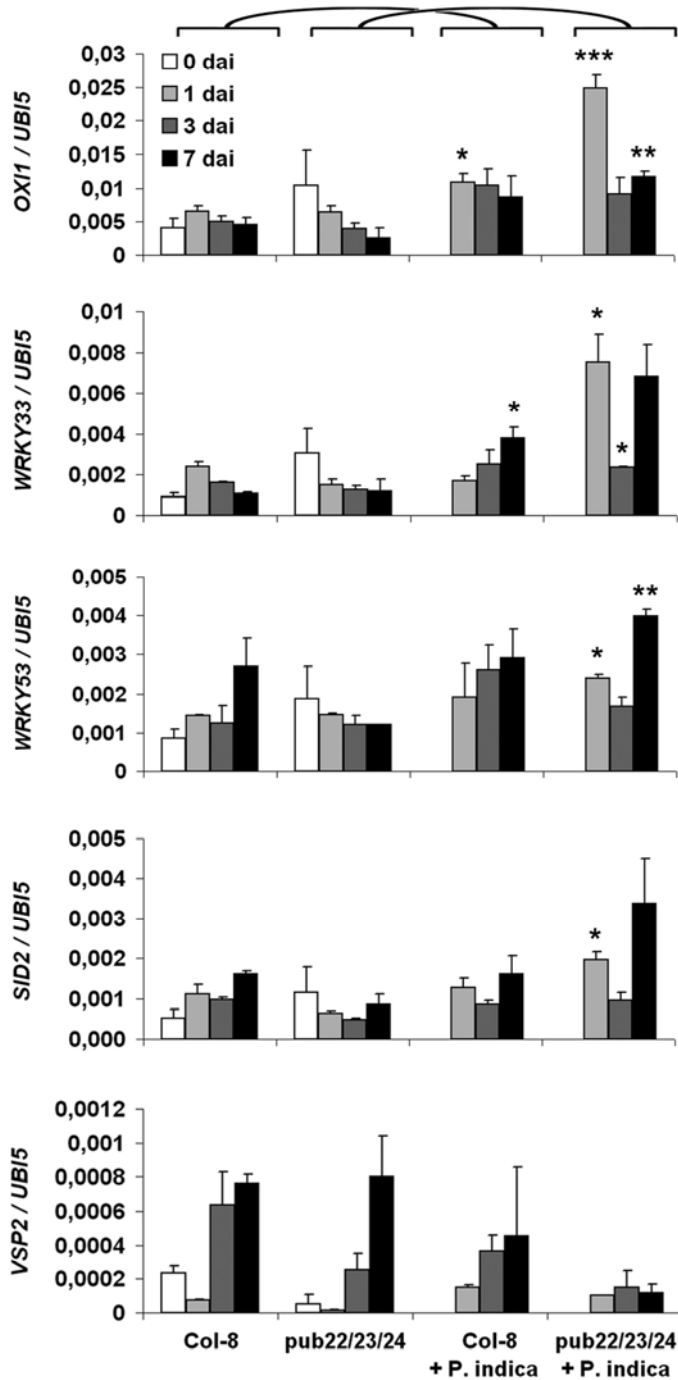 0 dai
1 dai
3 dai
7 dai
OXI1 / UBI5
0,03
0,025
0,02
0,015
0,01
0,005
0
*
***
**
WRKY33 / UBI5
0,01
0,008
0,006
0,004
0,002
0
*
*
*
WRKY53 / UBI5
0,005
0,004
0,003
0,002
0,001
0
*
**
SID2 / UBI5
0,005
0,004
0,003
0,002
0,001
0,000
*
VSP2 / UBI5
0,0012
0,001
0,0008
0,0006
0,0004
0,0002
0
Col-8
pub22/23/24
Col-8
+ P. indica
pub22/23/24
+ P. indica